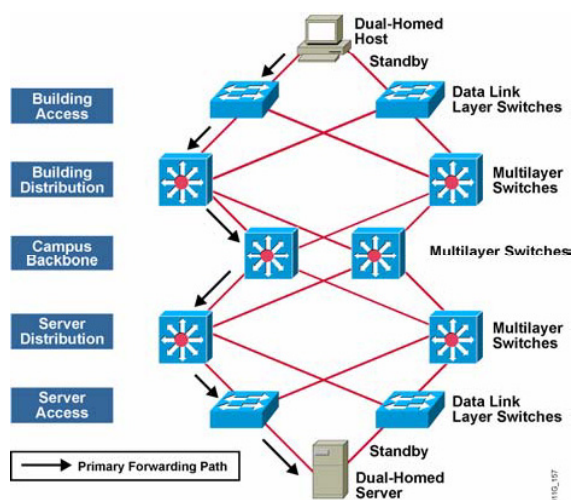 Dual-Homed
Host
Standby
Building
Access
Data Link
Layer Switches
Building
Distribution
Multilayer
Switches
Campus
Backbone
Multilayer Switches
Server
Distribution
Multilayer
Switches
Server
Access
Data Link
Layer Switches
Standby
Primary Forwarding Path
Dual-Homed
Server